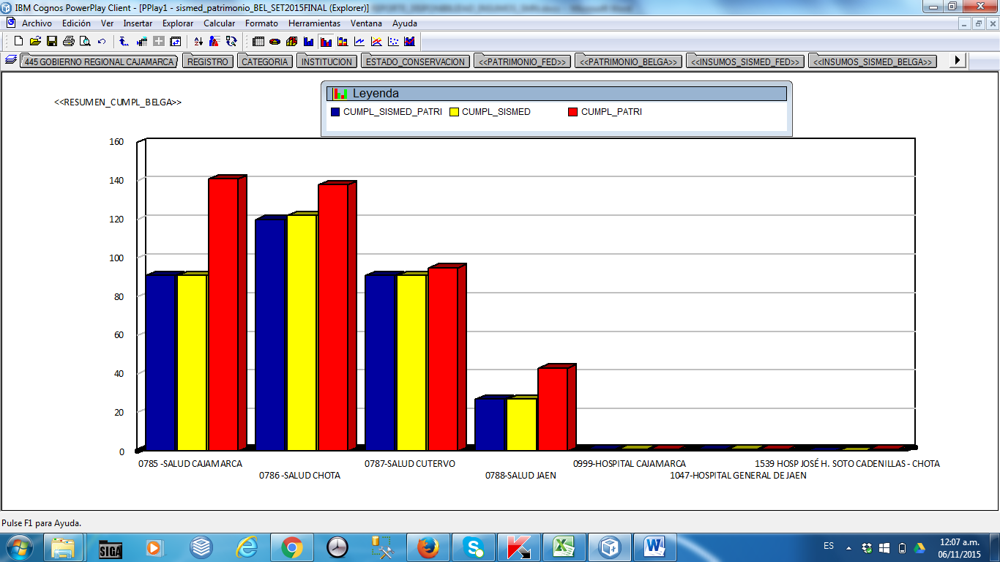 IBM Cognos PowerPlay Client - [PPlay1 - sismed_patrimonio_BEL_SET2015FINAL (Explorer)]
Archivo Edición Ver Insertar Explorar Calcular Formato Herramientas Ventana Ayuda
445 GOBIERNO REGIONAL CAJAMARCA REGISTRO CATEGORIA INSTITUCION ESTADO_CONSERVACION <<PATRIMONIO_FED>> <<PATRIMONIO_BELGA>> <<INSUMOS_SISMED_FED>> <<INSUMOS_SISMED_BELGA>>
<<RESUMEN_CUMPL_BELGA>>
Leyenda
CUMPL_SISMED_PATRI CUMPL_SISMED CUMPL_PATRI
160
140
120
100
80
60
40
20
0
0785 -SALUD CAJAMARCA 0787-SALUD CUTERVO 0999-HOSPITAL CAJAMARCA 1539 HOSP JOSÉ H. SOTO CADENILLAS - CHOTA
0786 -SALUD CHOTA 0788-SALUD JAEN 1047-HOSPITAL GENERAL DE JAEN
Pulse F1 para Ayuda.
SIGA
ES
12:07 a.m.
06/11/2015